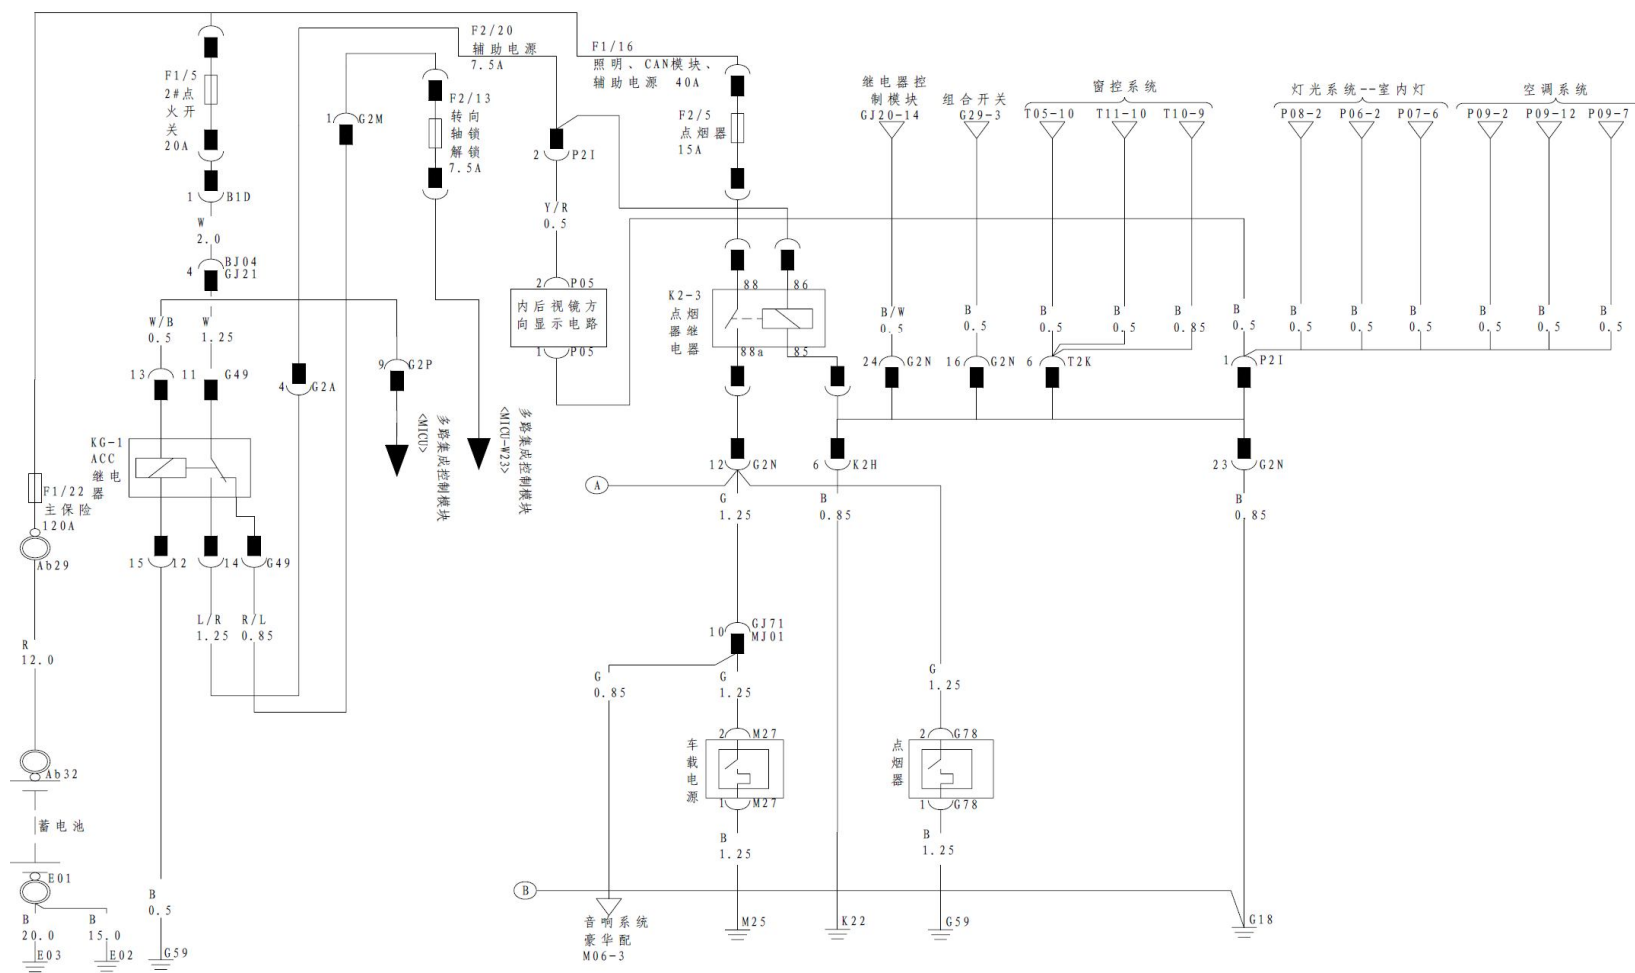 F2/20
辅助电源
7.5A
F1/16
照明、CAN模块、
辅助电源 40A
F1/5
2#点
火开
关
20A
F2/13
转向
轴锁
解锁
7.5A
F2/5
点烟器
15A
继电器控
制模块
GJ20-14
组合开关
G29-3
窗控系统
T05-10 T11-10 T10-9
灯光系统--室内灯
P08-2 P06-2 P07-6
空调系统
P09-2 P09-12 P09-7
1 G2M
2 P2I
1 B1D
W
2.0
Y/R
0.5
4 BJ04
GJ21
2 P05
内后视镜方
向显示电路
1 P05
K2-3
点烟
器继
电器
88 86
88a 85
W/B
0.5
W
1.25
B/W
0.5
B
0.5
B
0.5
B
0.5
B
0.85
B
0.5
B
0.5
B
0.5
B
0.5
B
0.5
B
0.5
B
0.5
13 11 G49
4 G2A
9 G2P
24 G2N
16 G2N
6 T2K
1 P2I
多路集成控制模块
<MICU>
多路集成控制模块
<MICU-W23>
KG-1
ACC
继电
器
12 G2N
6 K2H
23 G2N
A
F1/22
主保险
120A
G
1.25
B
0.85
B
0.85
Ab29
15 12 14 G49
L/R
1.25
R/L
0.85
10 GJ71
MJ01
R
12.0
G
0.85
G
1.25
G
1.25
2 M27
车载电源
1 M27
2 G78
点烟器
1 G78
Ab32
蓄电池
B
1.25
B
1.25
E01
B
B
0.5
B
20.0
B
15.0
音响系统
豪华配
M06-3
M25
K22
G59
G18
E03
E02
G59